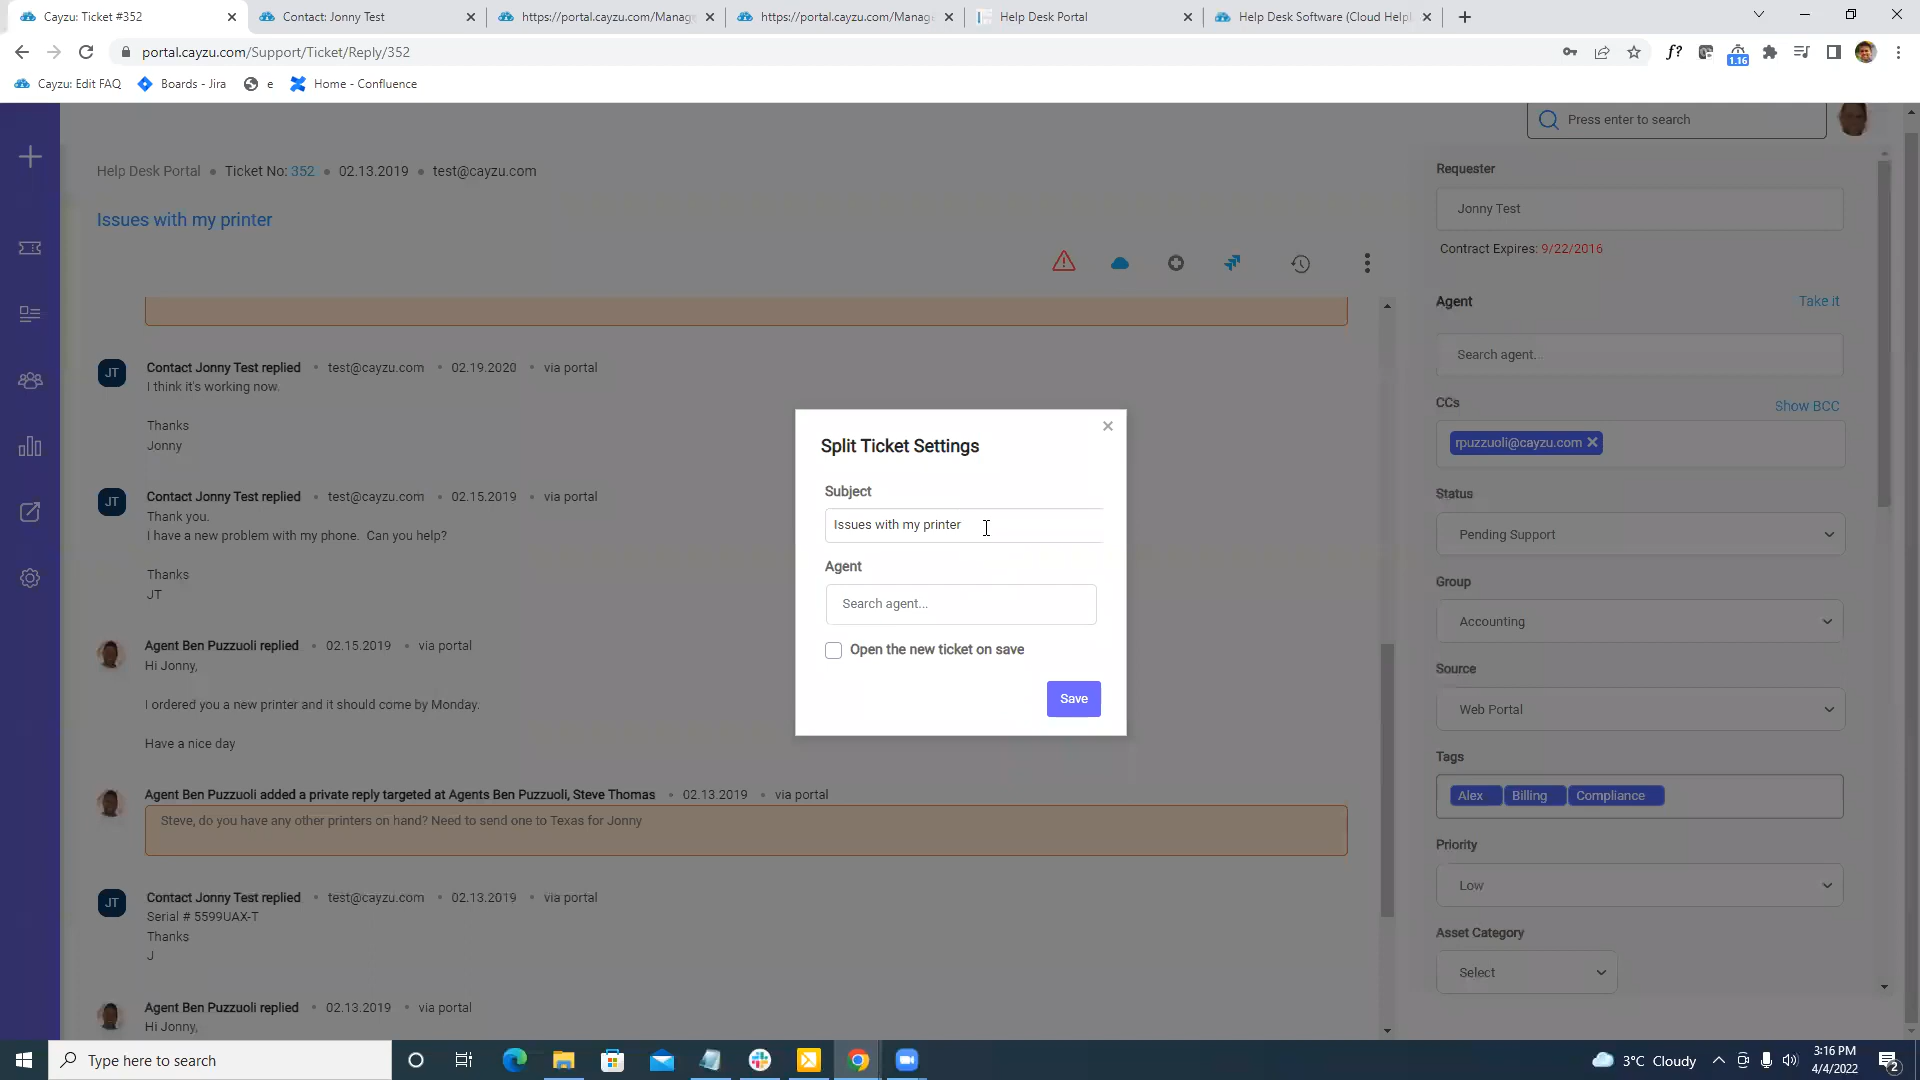 Cayzu: Ticket #352
Contact: Jonny Test
https://portal.cayzu.com/Manage
https://portal.cayzu.com/Manage
Help Desk Portal
Help Desk Software (Cloud Help
portal.cayzu.com/Support/Ticket/Reply/352
f?
1.16
Cayzu: Edit FAQ
Boards - Jira
e
Home - Confluence
Press enter to search
Help Desk Portal • Ticket No: 352 • 02.13.2019 • test@cayzu.com
Issues with my printer
JT
Contact Jonny Test replied • test@cayzu.com • 02.19.2020 • via portal
I think it's working now.
Thanks
Jonny
JT
Contact Jonny Test replied • test@cayzu.com • 02.15.2019 • via portal
Thank you.
I have a new problem with my phone. Can you help?
Thanks
JT
Agent Ben Puzzuoli replied • 02.15.2019 • via portal
Hi Jonny,
I ordered you a new printer and it should come by Monday.
Have a nice day
Agent Ben Puzzuoli added a private reply targeted at Agents Ben Puzzuoli, Steve Thomas • 02.13.2019 • via portal
Steve, do you have any other printers on hand? Need to send one to Texas for Jonny
JT
Contact Jonny Test replied • test@cayzu.com • 02.13.2019 • via portal
Serial # 5599UAX-T
Thanks
J
Agent Ben Puzzuoli replied • 02.13.2019 • via portal
Hi Jonny,
Split Ticket Settings
Subject
Issues with my printer
Agent
Search agent...
Open the new ticket on save
Save
Requester
Jonny Test
Contract Expires: 9/22/2016
Agent
Take it
Search agent...
CCs
Show BCC
rpuzzuoli@cayzu.com
Status
Pending Support
Group
Accounting
Source
Web Portal
Tags
Alex
Billing
Compliance
Priority
Low
Asset Category
Select
Type here to search
3°C Cloudy
3:16 PM
4/4/2022
2